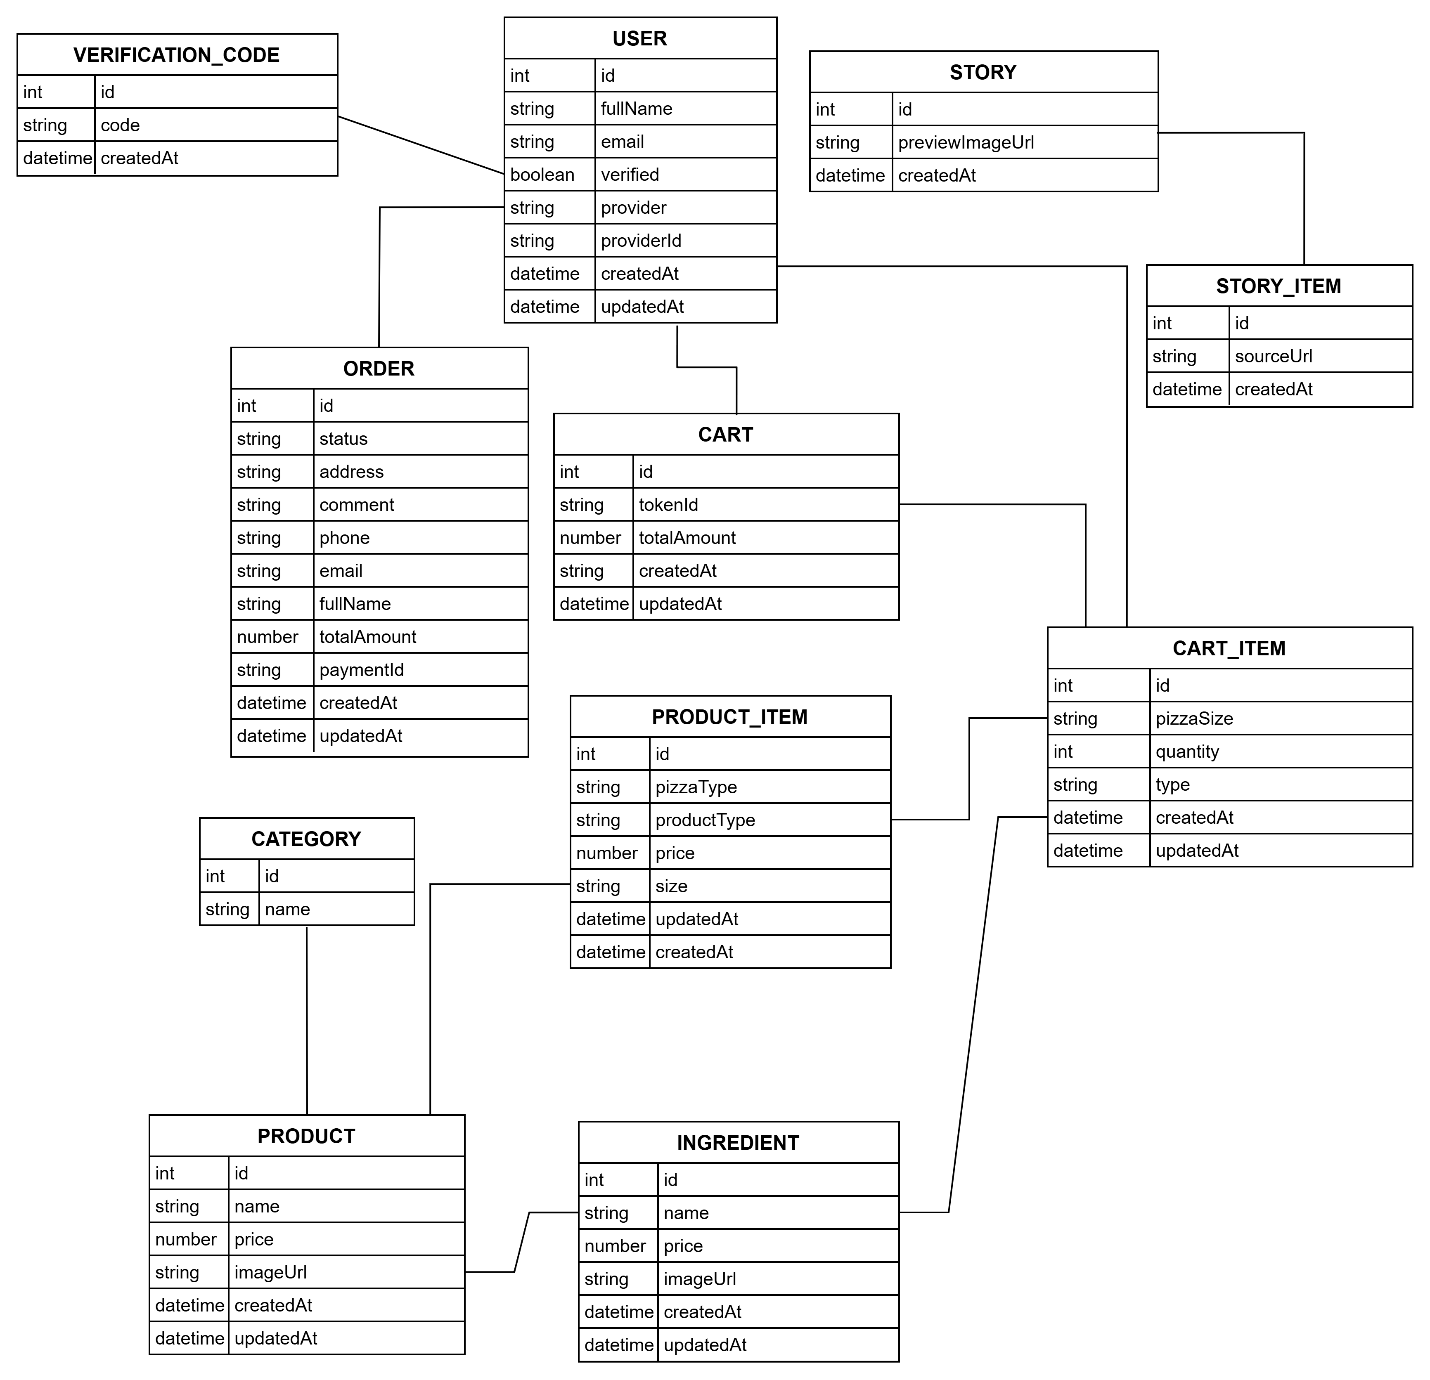 VERIFICATION_CODE
int id
string code
datetime createdAt
USER
int id
string fullName
string email
boolean verified
string provider
string providerId
datetime createdAt
datetime updatedAt
STORY
int id
string previewImageUrl
datetime createdAt
STORY_ITEM
int id
string sourceUrl
datetime createdAt
ORDER
int id
string status
string address
string comment
string phone
string email
string fullName
number totalAmount
string paymentId
datetime createdAt
datetime updatedAt
CART
int id
string tokenId
number totalAmount
string createdAt
datetime updatedAt
CART_ITEM
int id
string pizzaSize
int quantity
string type
datetime createdAt
datetime updatedAt
PRODUCT_ITEM
int id
string pizzaType
string productType
number price
string size
datetime updatedAt
datetime createdAt
CATEGORY
int id
string name
PRODUCT
int id
string name
number price
string imageUrl
datetime createdAt
datetime updatedAt
INGREDIENT
int id
string name
number price
string imageUrl
datetime createdAt
datetime updatedAt